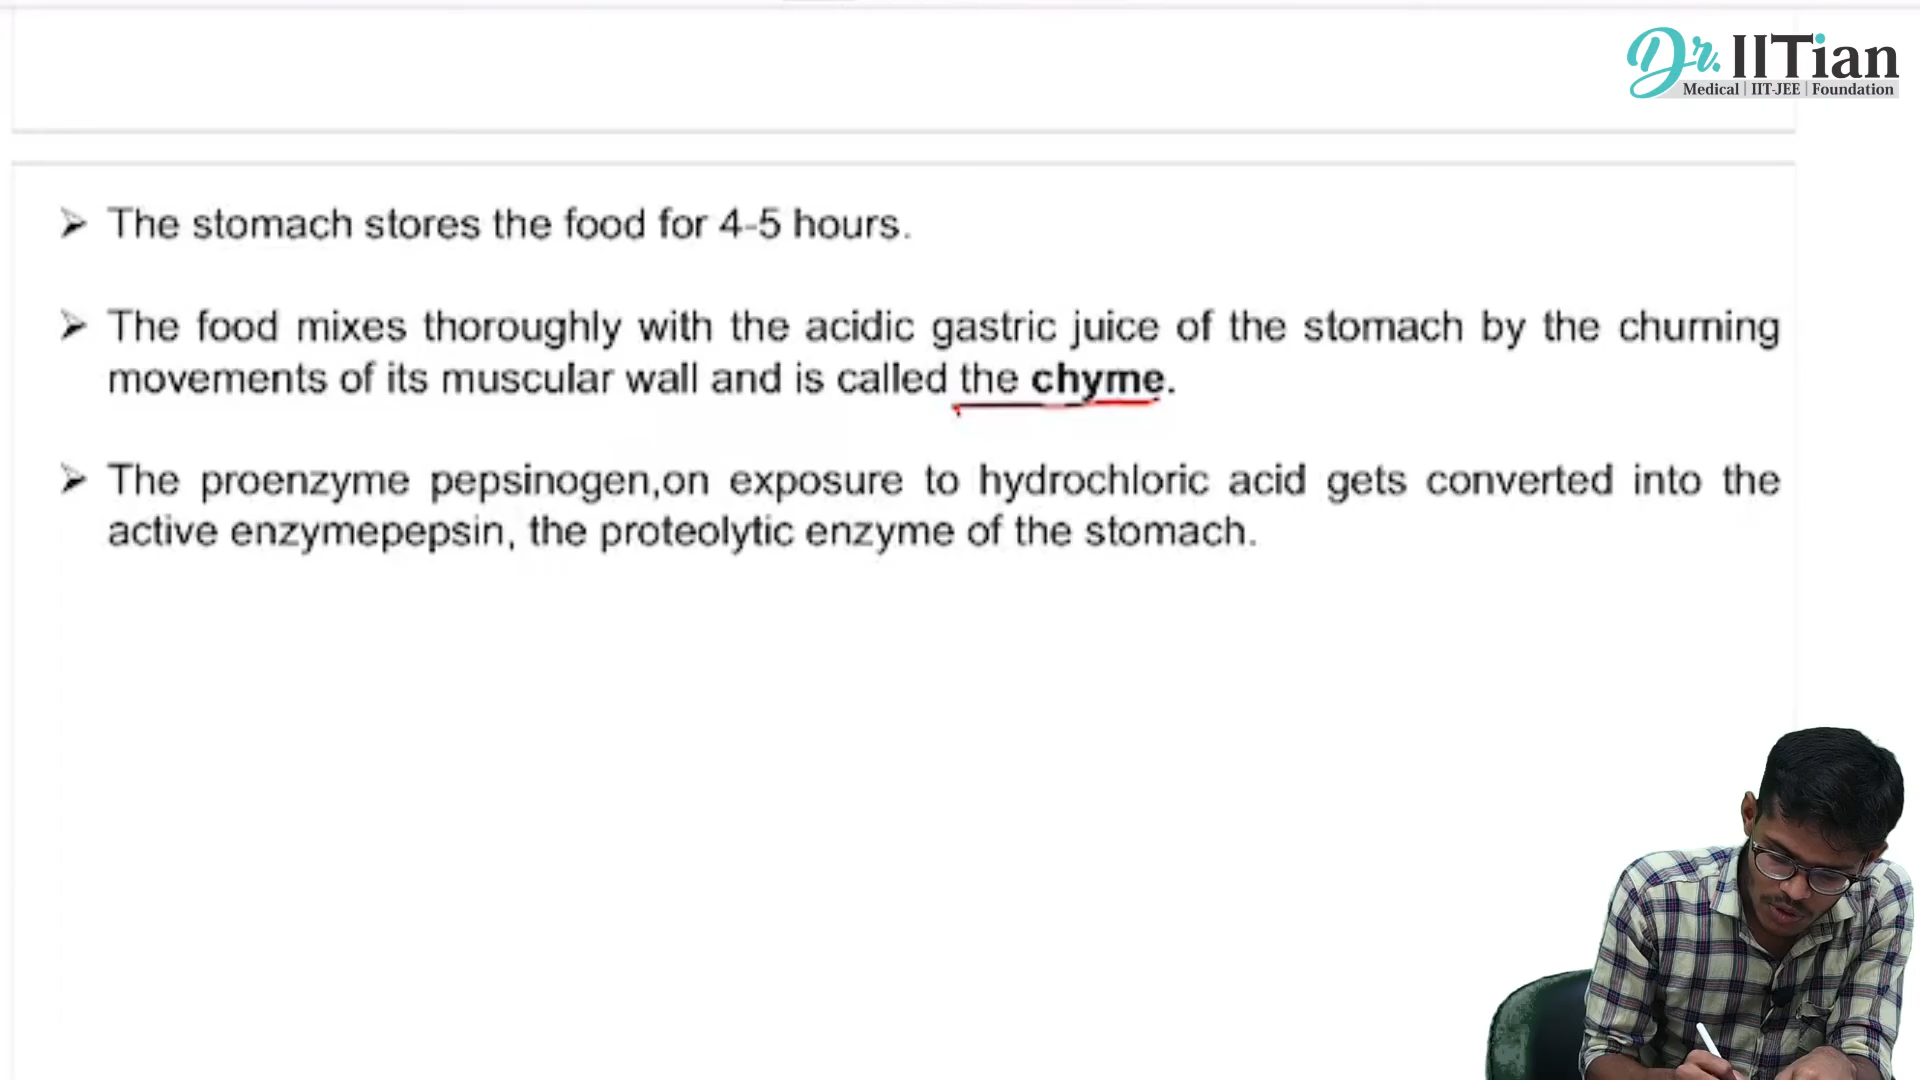 Dr. IITian
Medical | IIT-JEE | Foundation
➤ The stomach stores the food for 4-5 hours.
➤ The food mixes thoroughly with the acidic gastric juice of the stomach by the churning
movements of its muscular wall and is called the chyme.
➤ The proenzyme pepsinogen,on exposure to hydrochloric acid gets converted into the
active enzymepepsin, the proteolytic enzyme of the stomach.